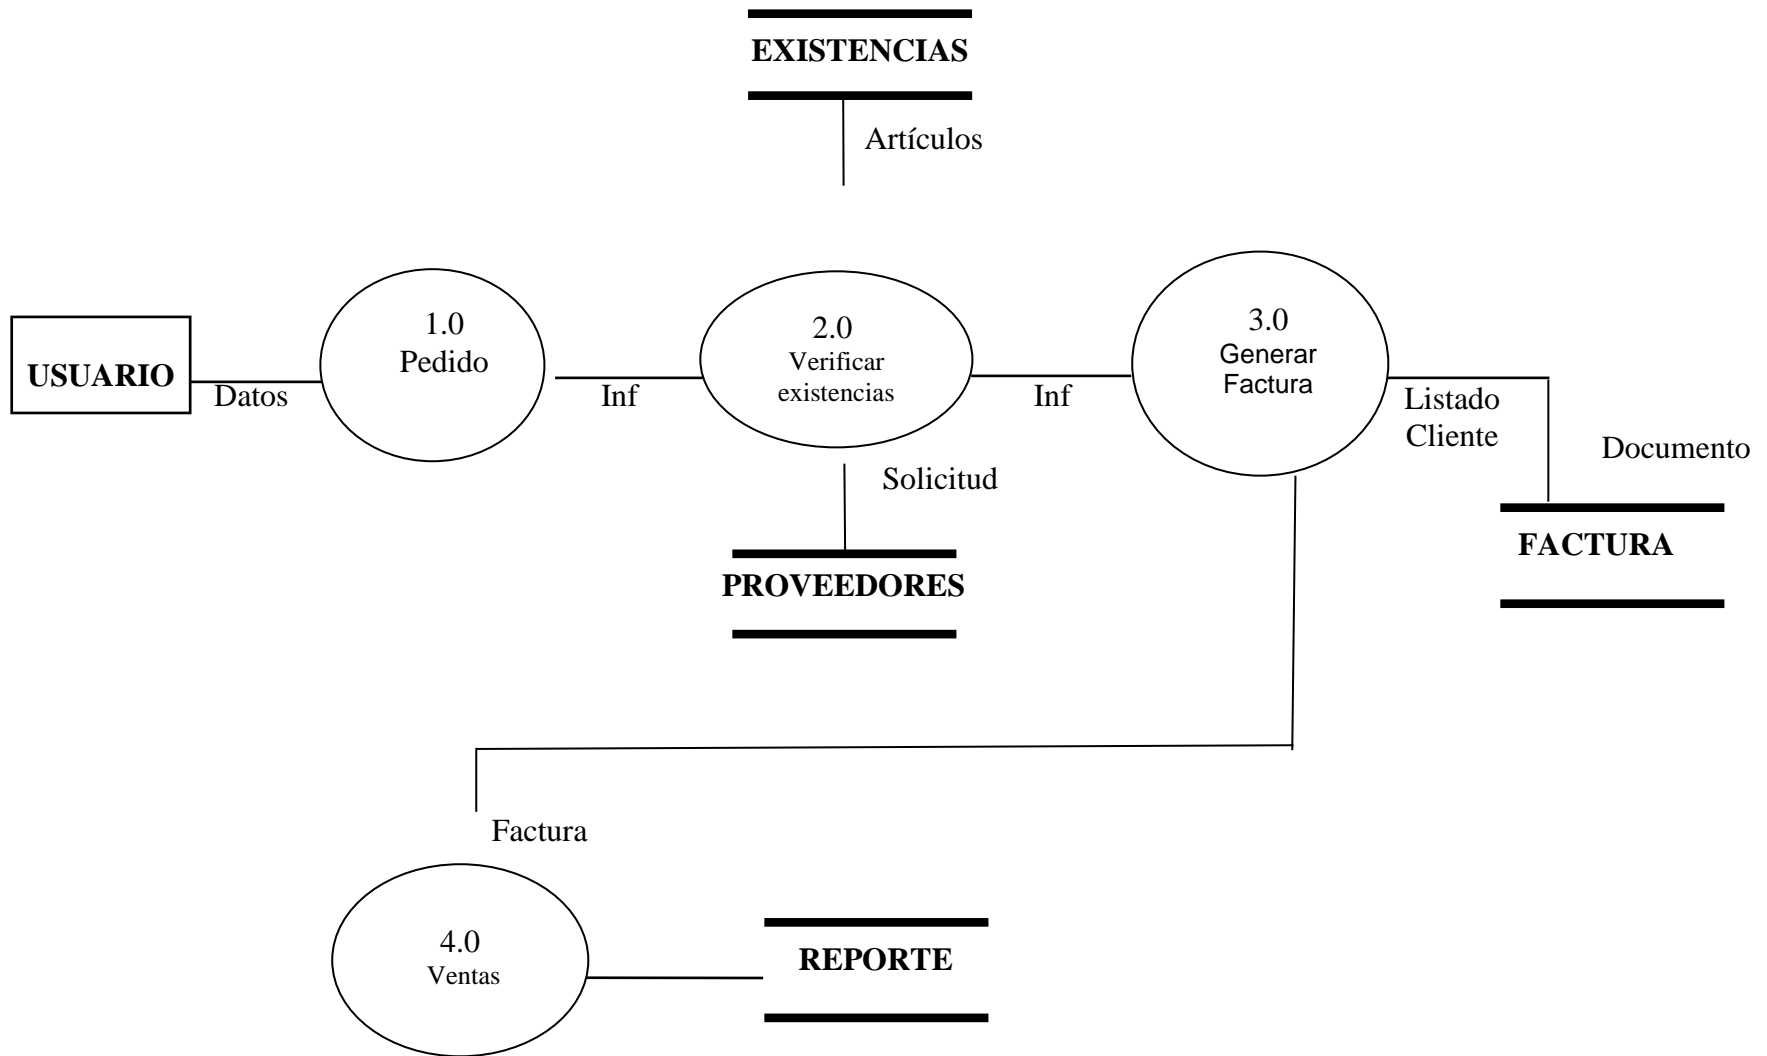 EXISTENCIAS
Artículos
USUARIO
Datos
1.0
Pedido
Inf
2.0
Verificar
existencias
Inf
3.0
Generar
Factura
Listado
Cliente
Documento
Solicitud
PROVEEDORES
FACTURA
Factura
4.0
Ventas
REPORTE